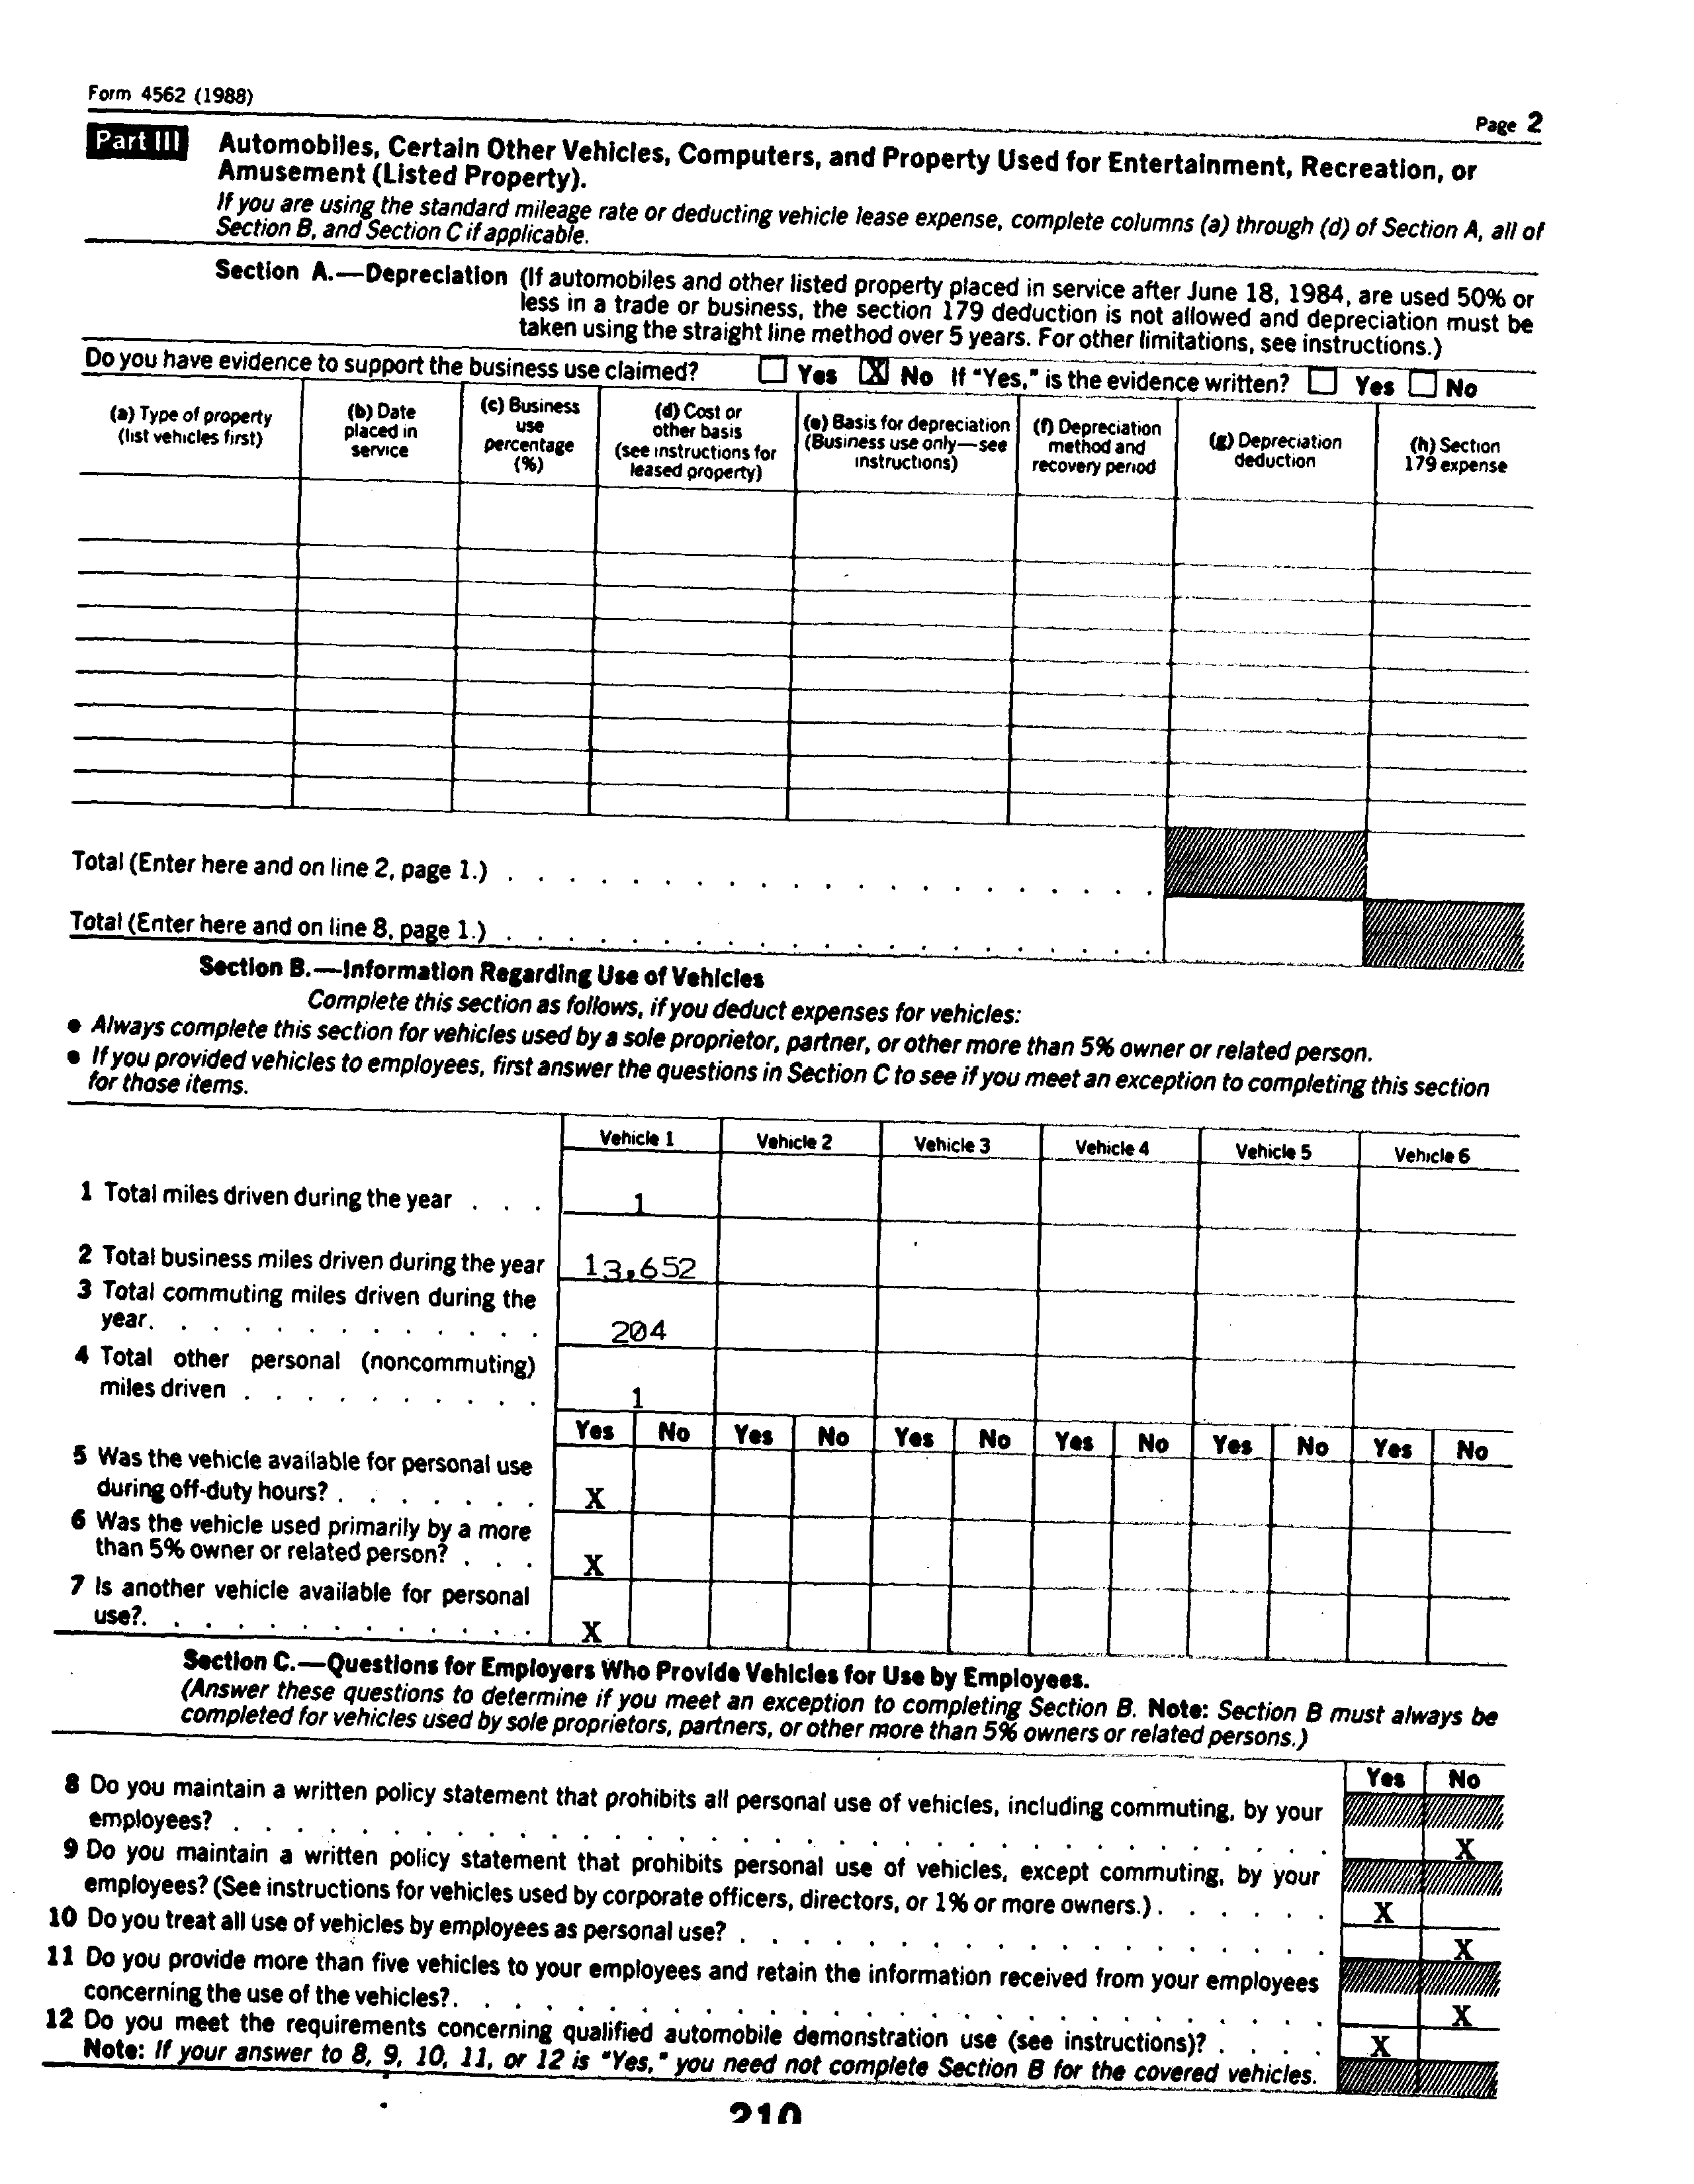 Form 4562 (1988)
Page 2
Part III
Automobiles, Certain Other Vehicles, Computers, and Property Used for Entertainment, Recreation, or
Amusement (Listed Property).
If you are using the standard mileage rate or deducting vehicle lease expense, complete columns (a) through (d) of Section A, all of
Section B, and Section C if applicable.
Section A.—Depreciation (If automobiles and other listed property placed in service after June 18, 1984, are used 50% or
less in a trade or business, the section 179 deduction is not allowed and depreciation must be
taken using the straight line method over 5 years. For other limitations, see instructions.)
Do you have evidence to support the business use claimed? Yes X No If "Yes," is the evidence written? Yes No
(a) Type of property
(list vehicles first)
(b) Date
placed in
service
(c) Business
use
percentage
(%)
(d) Cost or
other basis
(see instructions for
leased property)
(e) Basis for depreciation
(Business use only—see
instructions)
(f) Depreciation
method and
recovery period
(g) Depreciation
deduction
(h) Section
179 expense
Total (Enter here and on line 2, page 1.)
Total (Enter here and on line 8, page 1.)
Section B.—Information Regarding Use of Vehicles
Complete this section as follows, if you deduct expenses for vehicles:
● Always complete this section for vehicles used by a sole proprietor, partner, or other more than 5% owner or related person.
● If you provided vehicles to employees, first answer the questions in Section C to see if you meet an exception to completing this section
for those items.
Vehicle 1 Vehicle 2 Vehicle 3 Vehicle 4 Vehicle 5 Vehicle 6
1 Total miles driven during the year . . . 1
2 Total business miles driven during the year 13,652
3 Total commuting miles driven during the
year. . . . . . . . . . . . . 204
4 Total other personal (noncommuting)
miles driven . . . . . . . . . . 1
Yes No Yes No Yes No Yes No Yes No Yes No
5 Was the vehicle available for personal use
during off-duty hours? . . . . . . . X
6 Was the vehicle used primarily by a more
than 5% owner or related person? . . . X
7 Is another vehicle available for personal
use?. . . . . . . . . . . . . X
Section C.—Questions for Employers Who Provide Vehicles for Use by Employees.
(Answer these questions to determine if you meet an exception to completing Section B. Note: Section B must always be
completed for vehicles used by sole proprietors, partners, or other more than 5% owners or related persons.)
Yes No
8 Do you maintain a written policy statement that prohibits all personal use of vehicles, including commuting, by your
employees? X
9 Do you maintain a written policy statement that prohibits personal use of vehicles, except commuting, by your
employees? (See instructions for vehicles used by corporate officers, directors, or 1% or more owners.) . . . . . . X
10 Do you treat all use of vehicles by employees as personal use? X
11 Do you provide more than five vehicles to your employees and retain the information received from your employees
concerning the use of the vehicles?. X
12 Do you meet the requirements concerning qualified automobile demonstration use (see instructions)? . . . . X
Note: If your answer to 8, 9, 10, 11, or 12 is "Yes," you need not complete Section B for the covered vehicles.
210